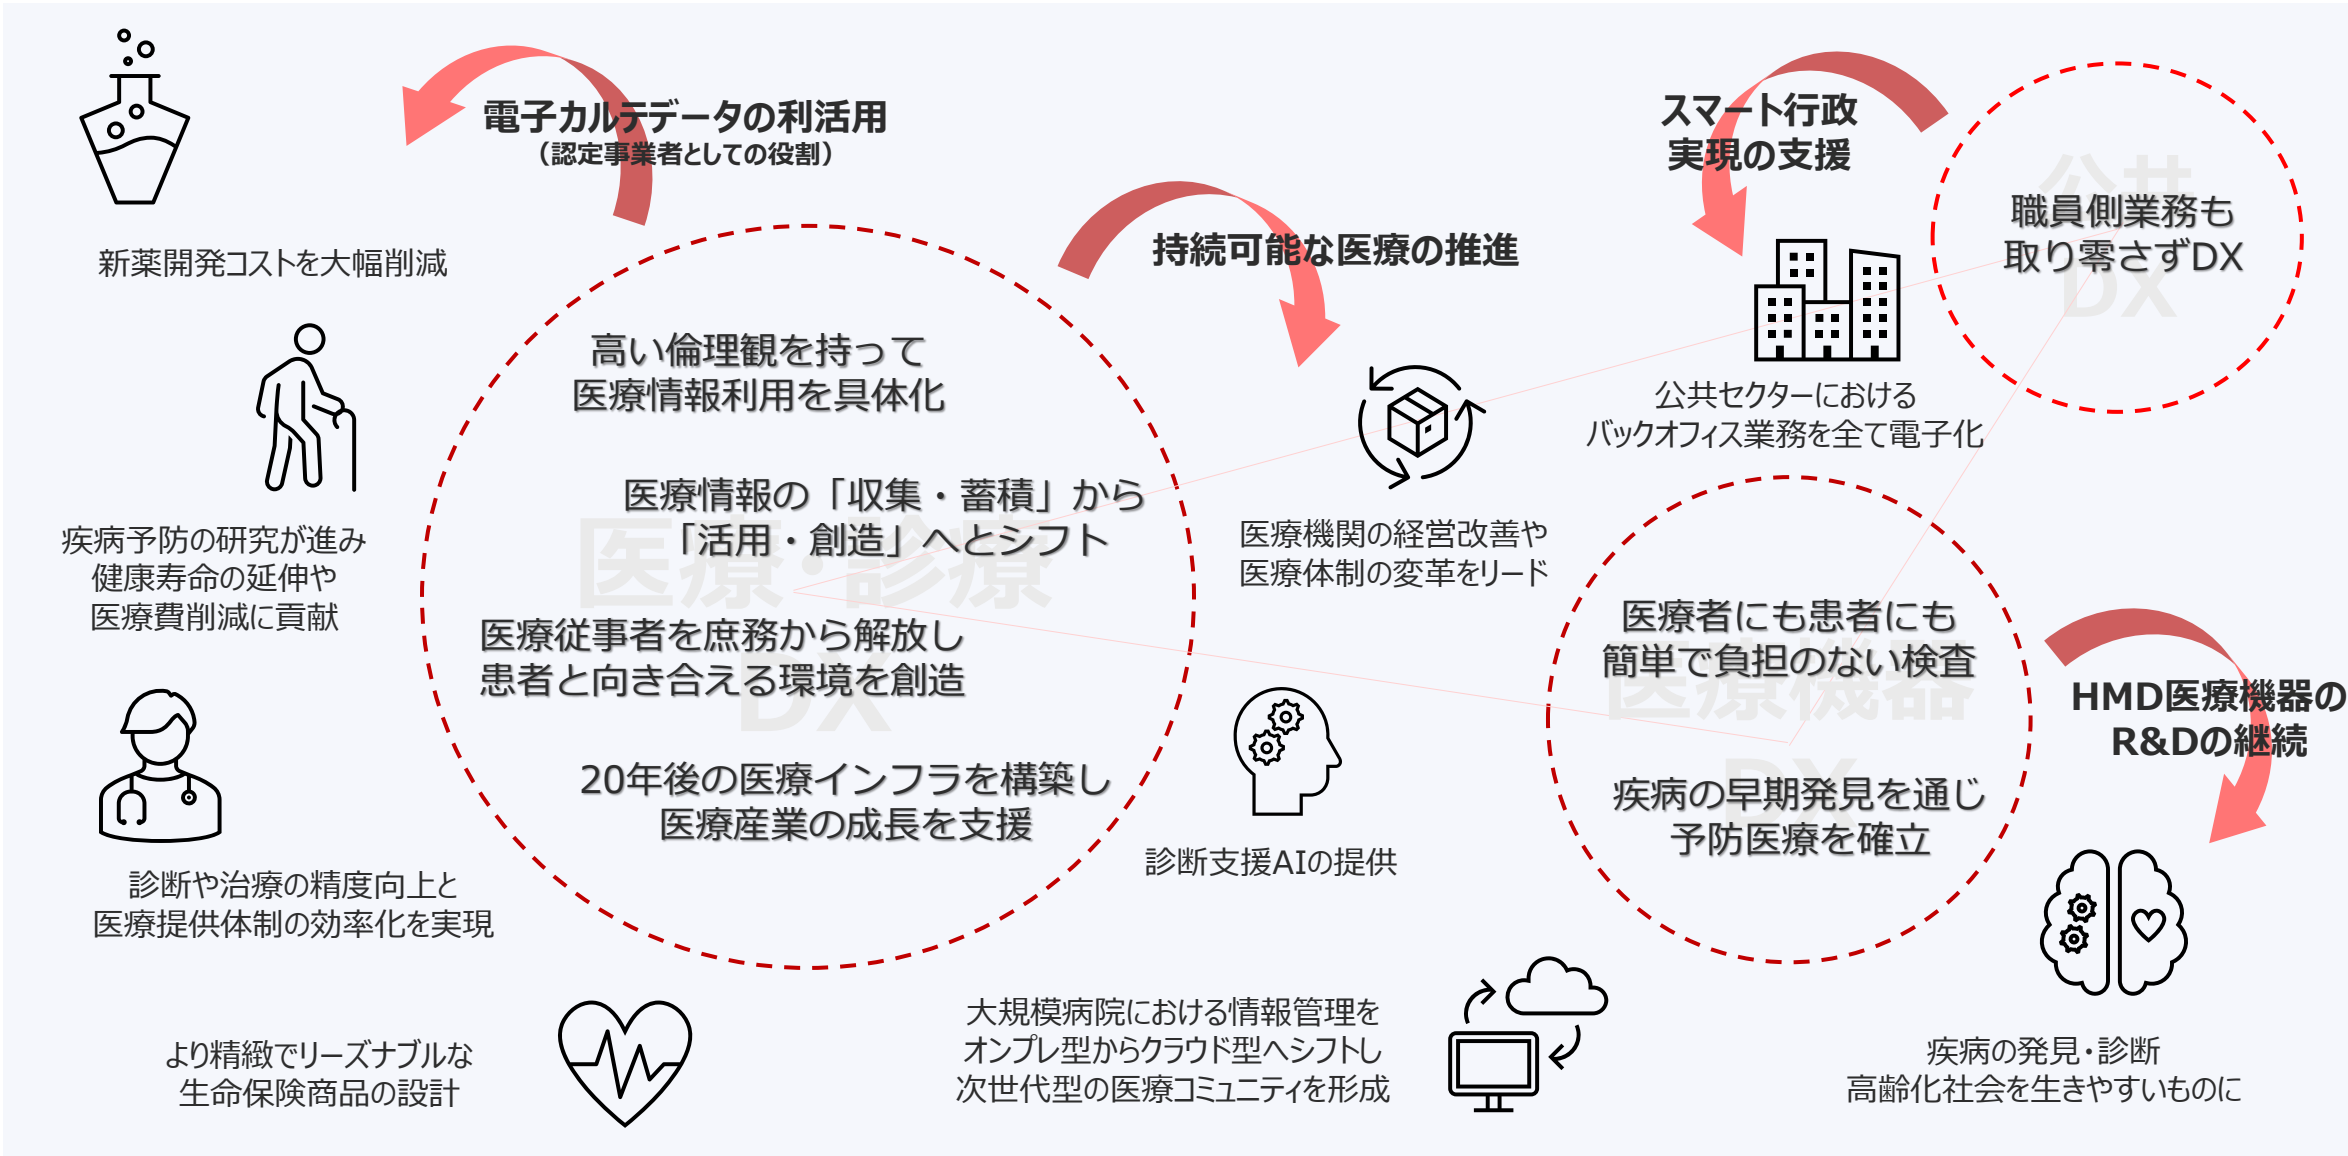 電子カルテデータの利活用
（認定事業者としての役割）
新薬開発コストを大幅削減
疾病予防の研究が進み
健康寿命の延伸や
医療費削減に貢献
診断や治療の精度向上と
医療提供体制の効率化を実現
より精緻でリーズナブルな
生命保険商品の設計
医療・診療
DX
高い倫理観を持って
医療情報利用を具体化
医療情報の「収集・蓄積」から
「活用・創造」へとシフト
医療従事者を庶務から解放し
患者と向き合える環境を創造
20年後の医療インフラを構築し
医療産業の成長を支援
持続可能な医療の推進
医療機関の経営改善や
医療体制の変革をリード
診断支援AIの提供
大規模病院における情報管理を
オンプレ型からクラウド型へシフトし
次世代型の医療コミュニティを形成
スマート行政
実現の支援
公共セクターにおける
バックオフィス業務を全て電子化
公共
DX
職員側業務も
取り零さずDX
医療機器
DX
医療者にも患者にも
簡単で負担のない検査
疾病の早期発見を通じ
予防医療を確立
HMD医療機器の
R&Dの継続
疾病の発見・診断
高齢化社会を生きやすいものに